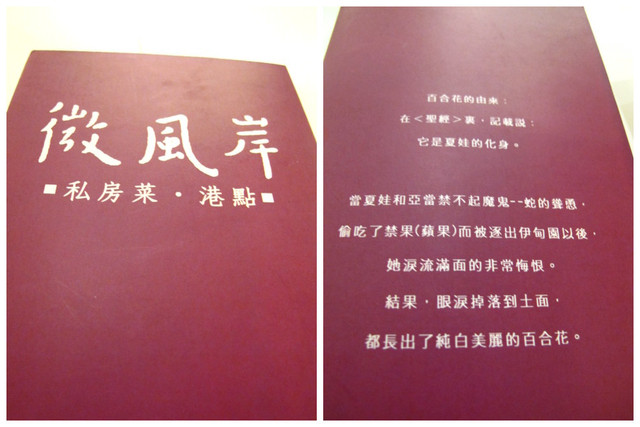 微風岸
■私房菜・港點■
百合花的由來：
在<聖經>裏，記載説：
它是夏娃的化身。
當夏娃和亞當禁不起魔鬼--蛇的聳恿，
偷吃了禁果(蘋果)而被逐出伊甸園以後，
她淚流滿面的非常悔恨。
結果，眼淚掉落到土面，
都長出了純白美麗的百合花。